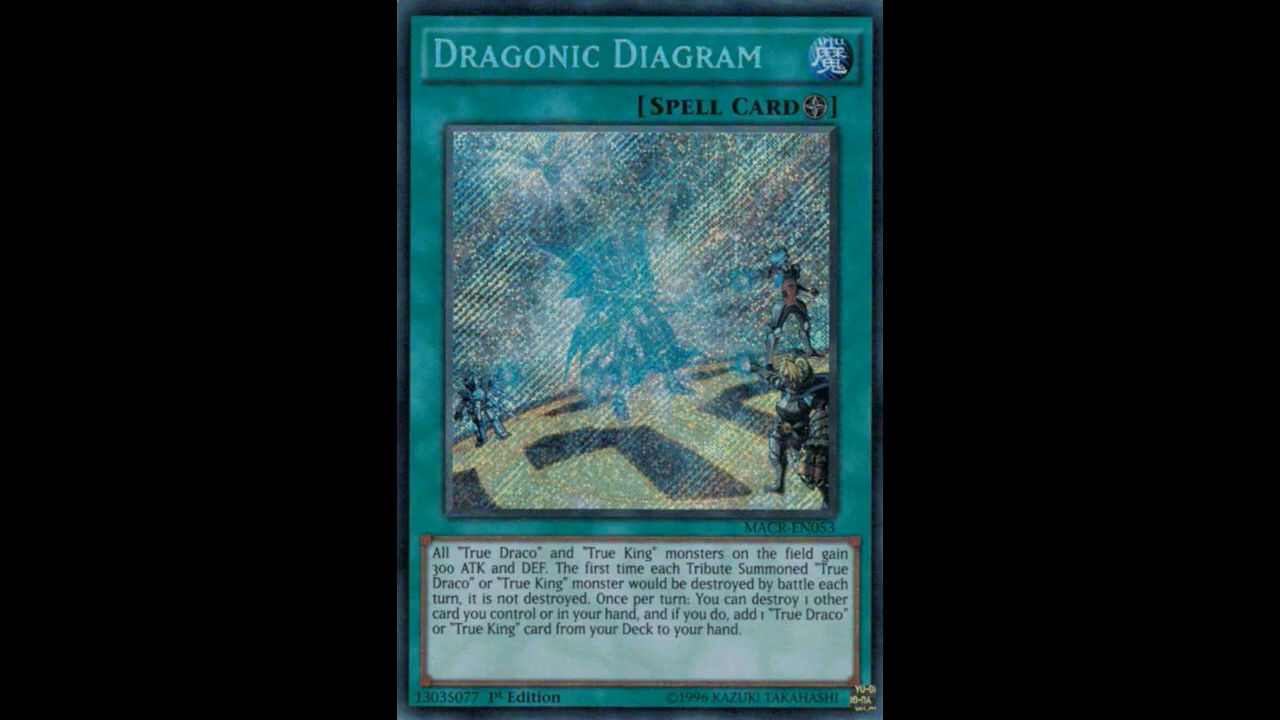 DRAGONIC DIAGRAM
魔
[SPELL CARD]
MACR-EN053
All "True Draco" and "True King" monsters on the field gain
300 ATK and DEF. The first time each Tribute Summoned "True
Draco" or "True King" monster would be destroyed by battle each
turn, it is not destroyed. Once per turn: You can destroy 1 other
card you control or in your hand, and if you do, add 1 "True Draco"
or "True King" card from your Deck to your hand.
13035077 1st Edition
©1996 KAZUKI TAKAHASHI